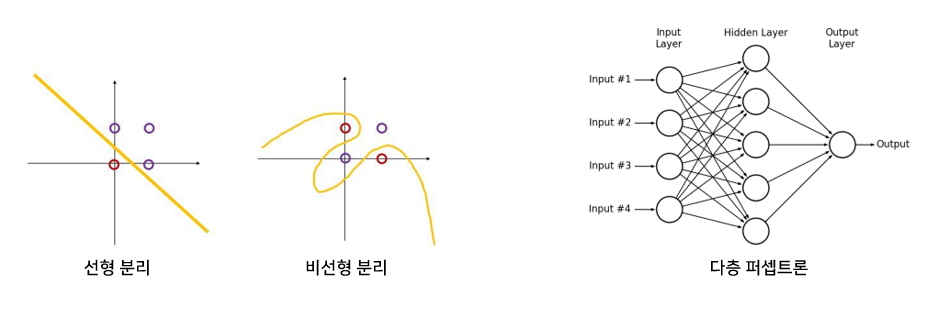 선형 분리
비선형 분리
Input
Layer
Hidden Layer
Output
Layer
Input #1
Input #2
Input #3
Input #4
Output
다층 퍼셉트론